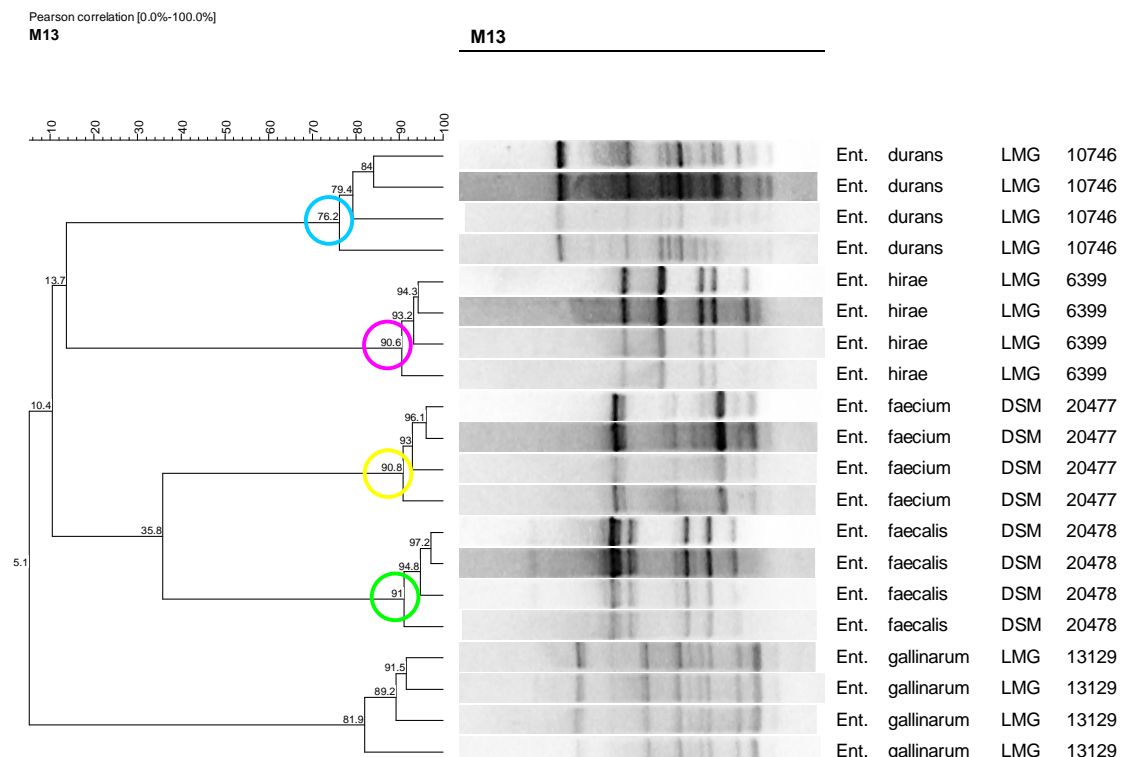 Pearson correlation [0.0%-100.0%]
M13
M13
10 20 30 40 50 60 70 80 90 100
84
79.4
76.2
13.7
94.3
93.2
90.6
10.4
96.1
93
90.8
35.8
97.2
94.8
91
5.1
91.5
89.2
81.9
Ent. durans LMG 10746
Ent. durans LMG 10746
Ent. durans LMG 10746
Ent. durans LMG 10746
Ent. hirae LMG 6399
Ent. hirae LMG 6399
Ent. hirae LMG 6399
Ent. hirae LMG 6399
Ent. faecium DSM 20477
Ent. faecium DSM 20477
Ent. faecium DSM 20477
Ent. faecium DSM 20477
Ent. faecalis DSM 20478
Ent. faecalis DSM 20478
Ent. faecalis DSM 20478
Ent. faecalis DSM 20478
Ent. gallinarum LMG 13129
Ent. gallinarum LMG 13129
Ent. gallinarum LMG 13129
Ent. gallinarum LMG 13129